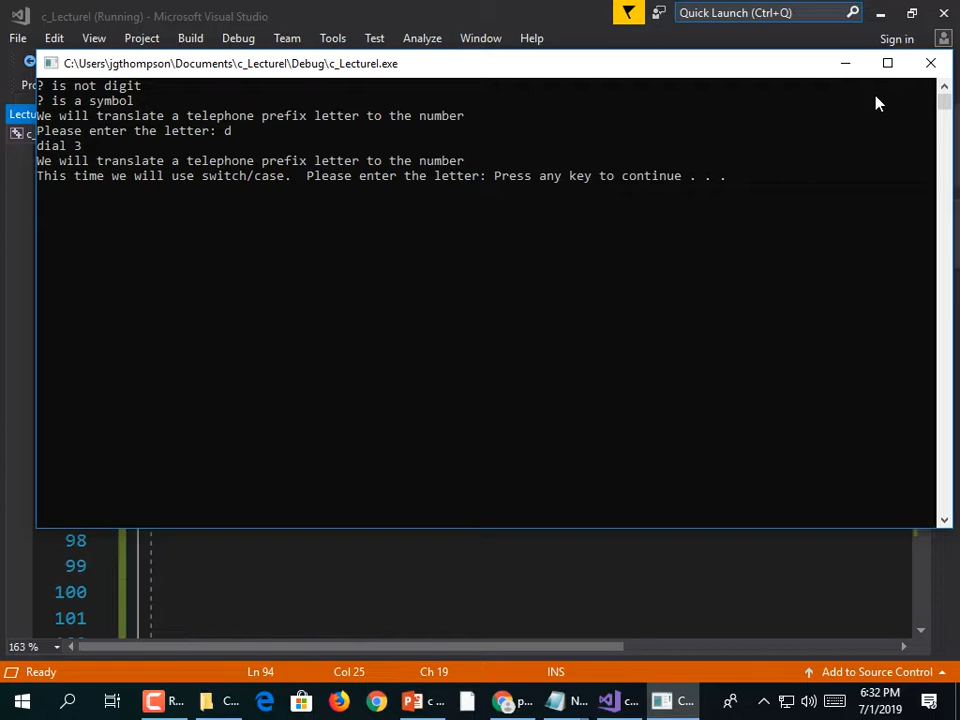 c_Lecturel (Running) - Microsoft Visual Studio
Quick Launch (Ctrl+Q)
File Edit View Project Build Debug Team Tools Test Analyze Window Help
Sign in
C:\Users\jgthompson\Documents\c_Lecturel\Debug\c_Lecturel.exe
? is not digit
? is a symbol
We will translate a telephone prefix letter to the number
Please enter the letter: d
dial 3
We will translate a telephone prefix letter to the number
This time we will use switch/case.  Please enter the letter: Press any key to continue . . .
98
99
100
101
163 %
Ready Ln 94 Col 25 Ch 19 INS Add to Source Control
R... C... c ... p... N... c... C...
6:32 PM
7/1/2019